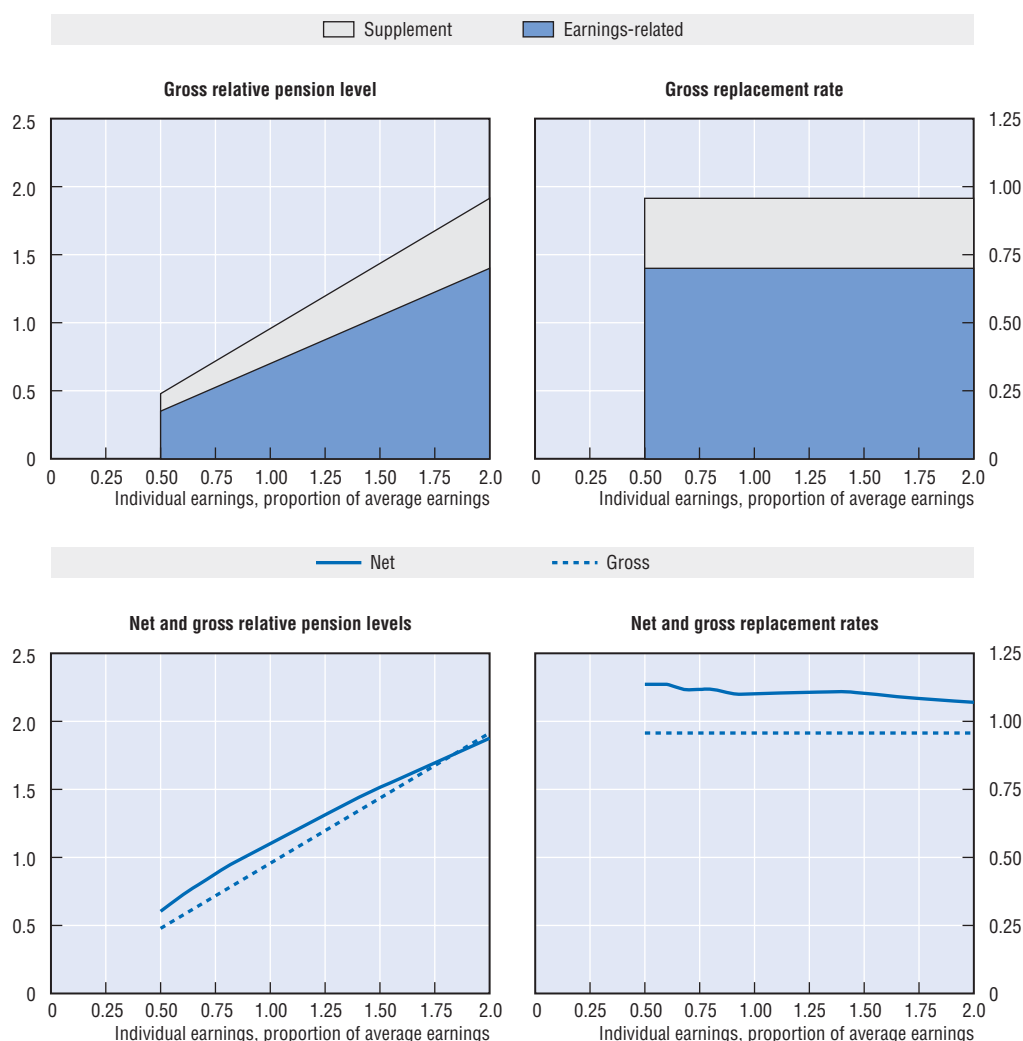 Supplement Earnings-related
Gross relative pension level
Gross replacement rate
2.5
2.0
1.5
1.0
0.5
0
0 0.25 0.50 0.75 1.00 1.25 1.50 1.75 2.0
Individual earnings, proportion of average earnings
1.25
1.00
0.75
0.50
0.25
0
0 0.25 0.50 0.75 1.00 1.25 1.50 1.75 2.0
Individual earnings, proportion of average earnings
Net Gross
Net and gross relative pension levels
Net and gross replacement rates
2.5
2.0
1.5
1.0
0.5
0
0 0.25 0.50 0.75 1.00 1.25 1.50 1.75 2.0
Individual earnings, proportion of average earnings
1.25
1.00
0.75
0.50
0.25
0
0 0.25 0.50 0.75 1.00 1.25 1.50 1.75 2.0
Individual earnings, proportion of average earnings